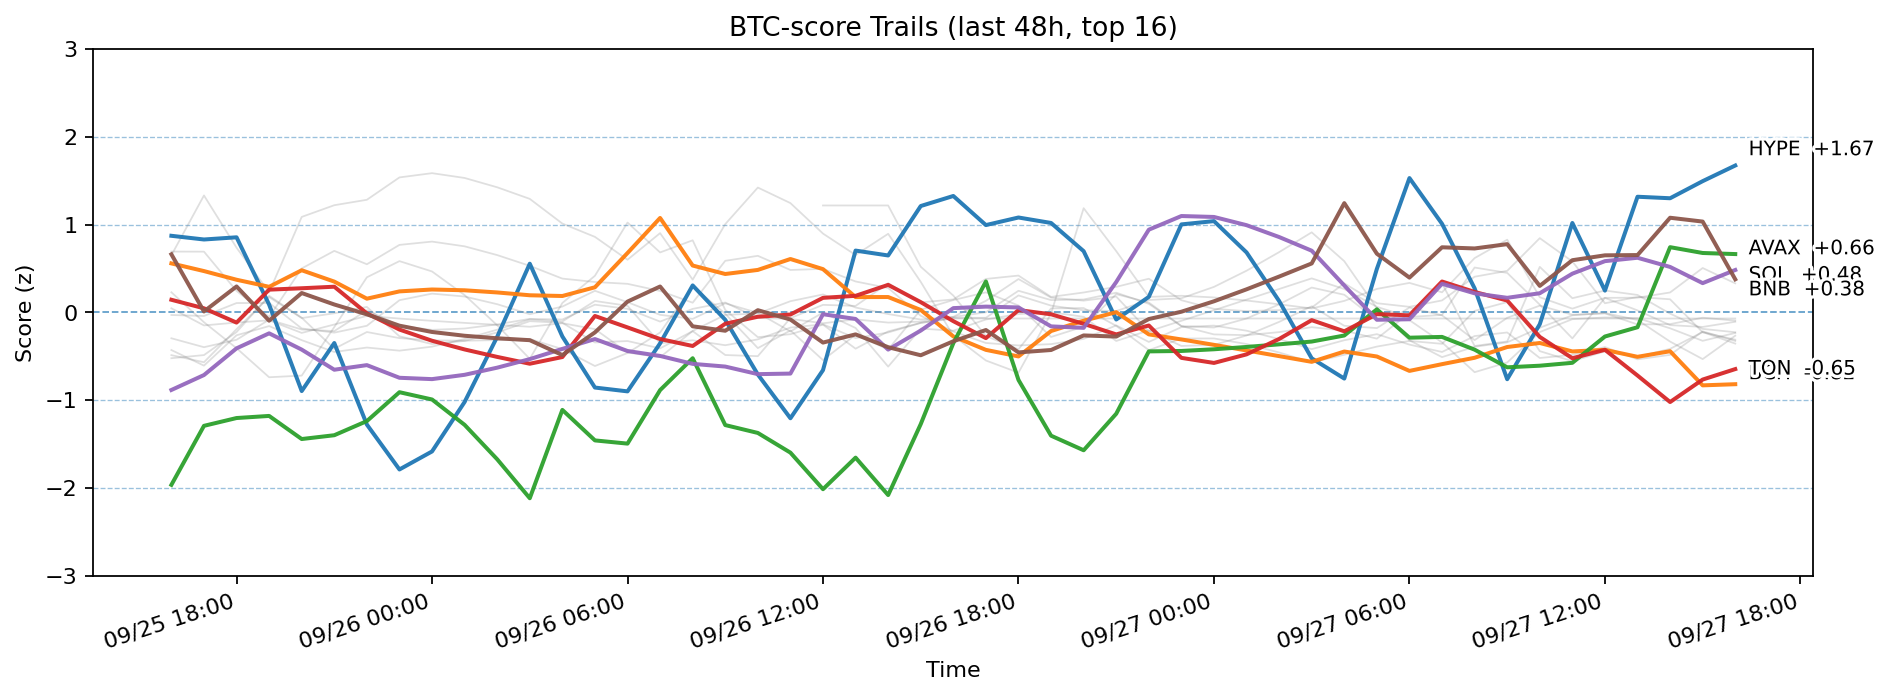 BTC-score Trails (last 48h, top 16)
Score (z)
3
2
1
0
−1
−2
−3
HYPE +1.67
AVAX +0.66
SOL +0.48
BNB +0.38
TON -0.65
09/25 18:00
09/26 00:00
09/26 06:00
09/26 12:00
09/26 18:00
09/27 00:00
09/27 06:00
09/27 12:00
09/27 18:00
Time